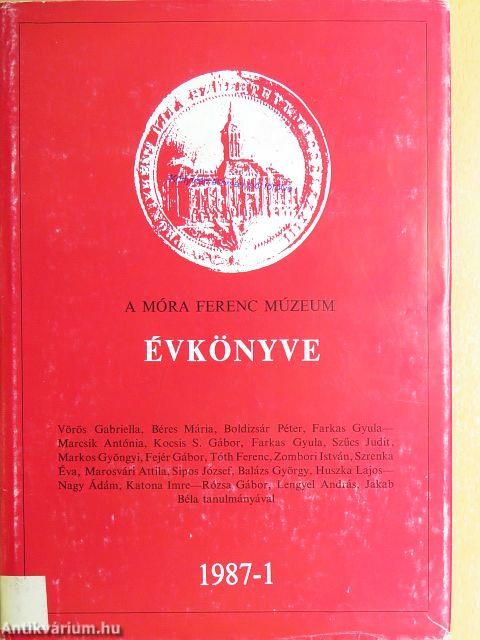 A MÓRA FERENC MÚZEUM
ÉVKÖNYVE
Vörös Gabriella, Béres Mária, Boldizsár Péter, Farkas Gyula—
Marcsik Antónia, Kocsis S. Gábor, Farkas Gyula, Szűcs Judit,
Markos Gyöngyi, Fejér Gábor, Tóth Ferenc, Zombori István, Szrenka
Éva, Marosvári Attila, Sipos József, Balázs György, Huszka Lajos—
Nagy Ádám, Katona Imre—Rózsa Gábor, Lengyel András, Jakab
Béla tanulmányával
1987-1
Antikvárium.hu